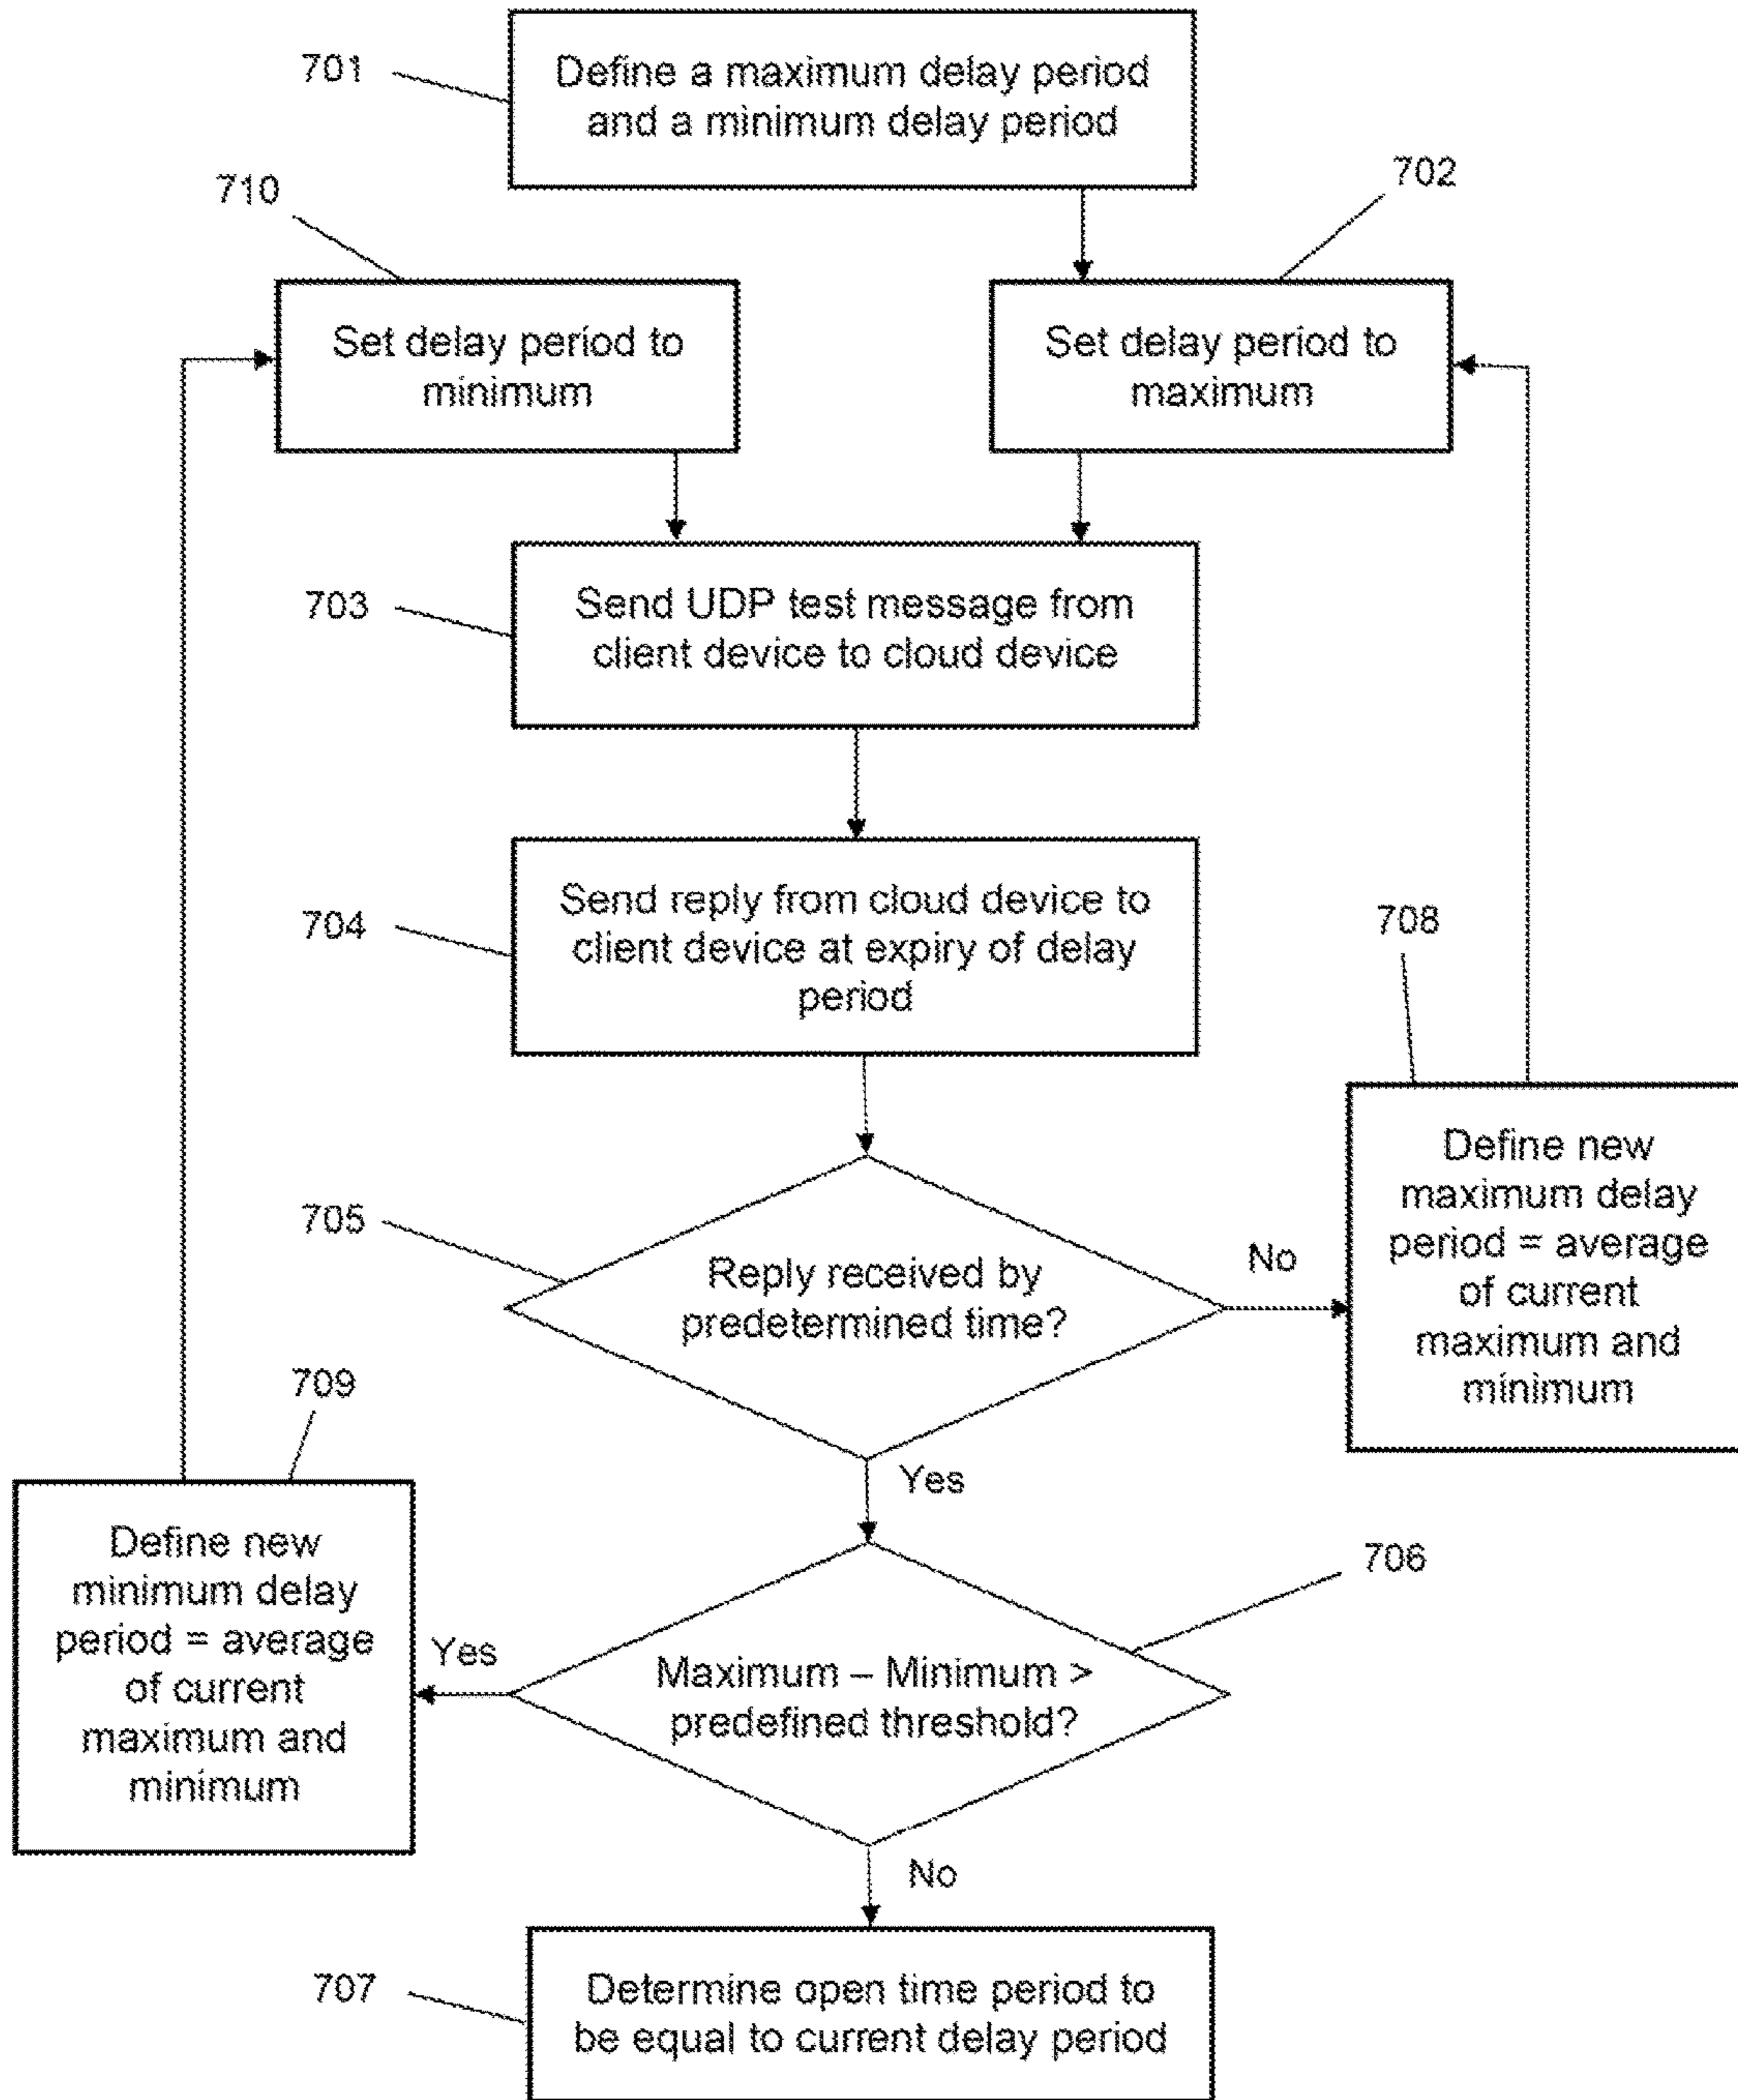 701
Define a maximum delay period
and a minimum delay period
710
702
Set delay period to
minimum
Set delay period to
maximum
703
Send UDP test message from
client device to cloud device
704
Send reply from cloud device to
client device at expiry of delay
period
708
Define new
maximum delay
period = average
of current
maximum and
minimum
705
Reply received by
predetermined time?
No
709
Yes
Define new
minimum delay
period = average
of current
maximum and
minimum
706
Yes
Maximum – Minimum >
predefined threshold?
No
707
Determine open time period to
be equal to current delay period